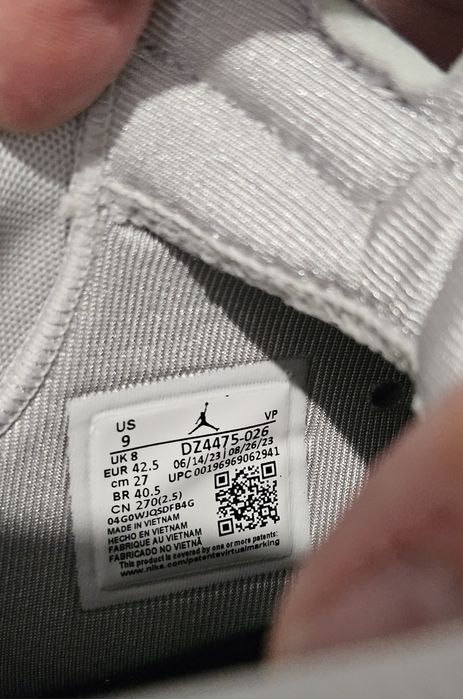 US
9
VP
UK 8
DZ4475-026
EUR 42.5
06/14/23 | 08/26/23
cm 27
UPC 00196969062941
BR 40.5
CN 270(2.5)
04G0WJQSDFB4G
MADE IN VIETNAM
HECHO EN VIETNAM
FABRIQUE AU VIETNAM
FABRICADO NO VIETNÃ
This product is covered by one or more patents:
www.nike.com/patentsvirtualmarking